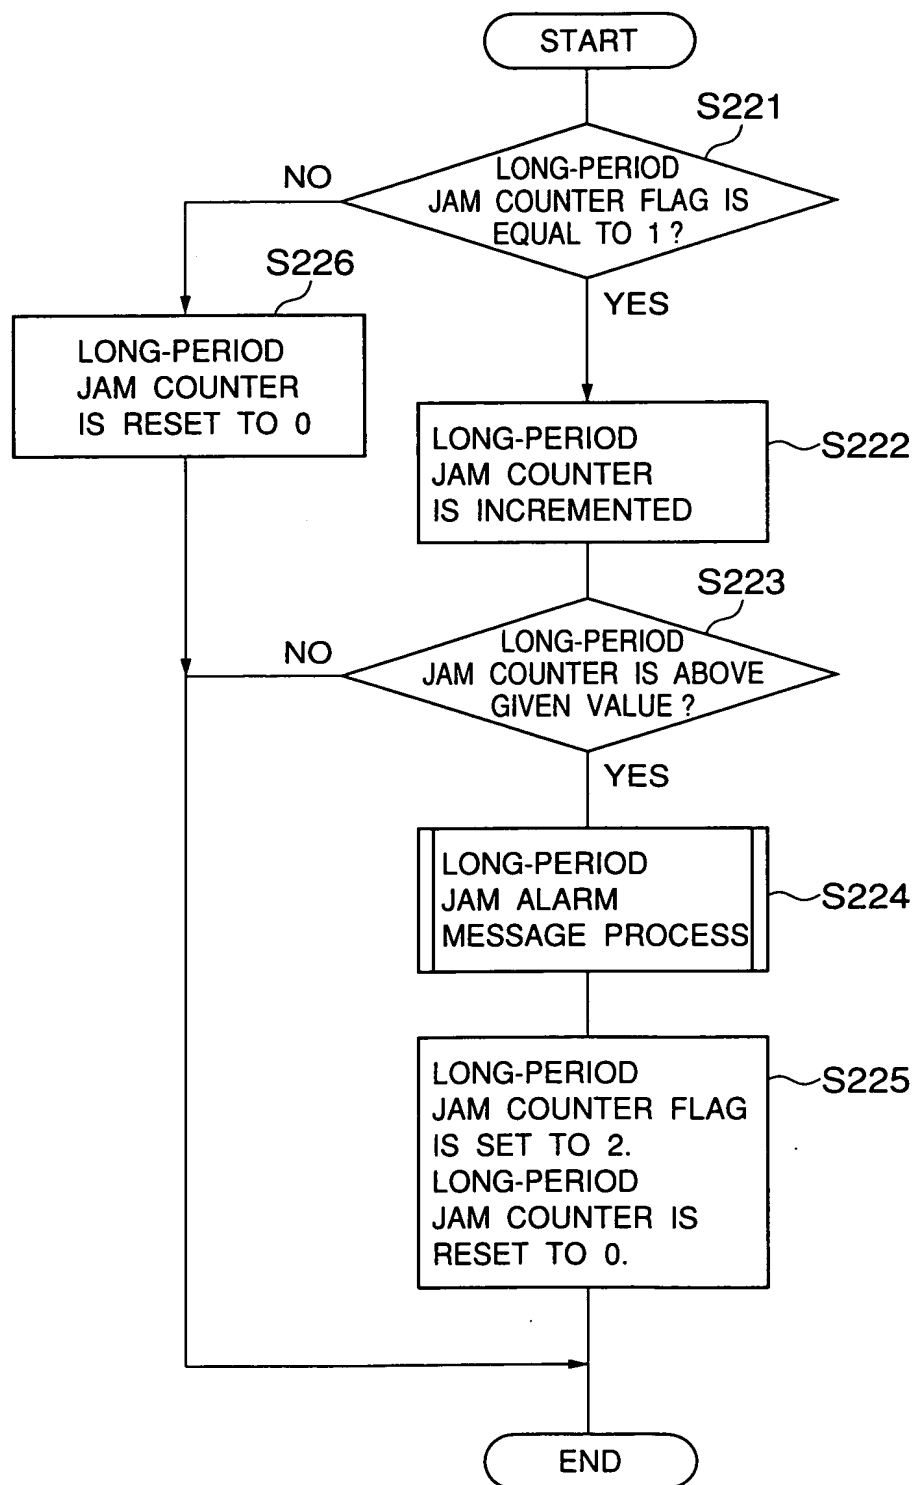 START
S221
LONG-PERIOD
JAM COUNTER FLAG IS
EQUAL TO 1 ?
NO
YES
S226
LONG-PERIOD
JAM COUNTER
IS RESET TO 0
LONG-PERIOD
JAM COUNTER
IS INCREMENTED
S222
S223
LONG-PERIOD
JAM COUNTER IS ABOVE
GIVEN VALUE ?
NO
YES
LONG-PERIOD
JAM ALARM
MESSAGE PROCESS
S224
LONG-PERIOD
JAM COUNTER FLAG
IS SET TO 2.
LONG-PERIOD
JAM COUNTER IS
RESET TO 0.
S225
END